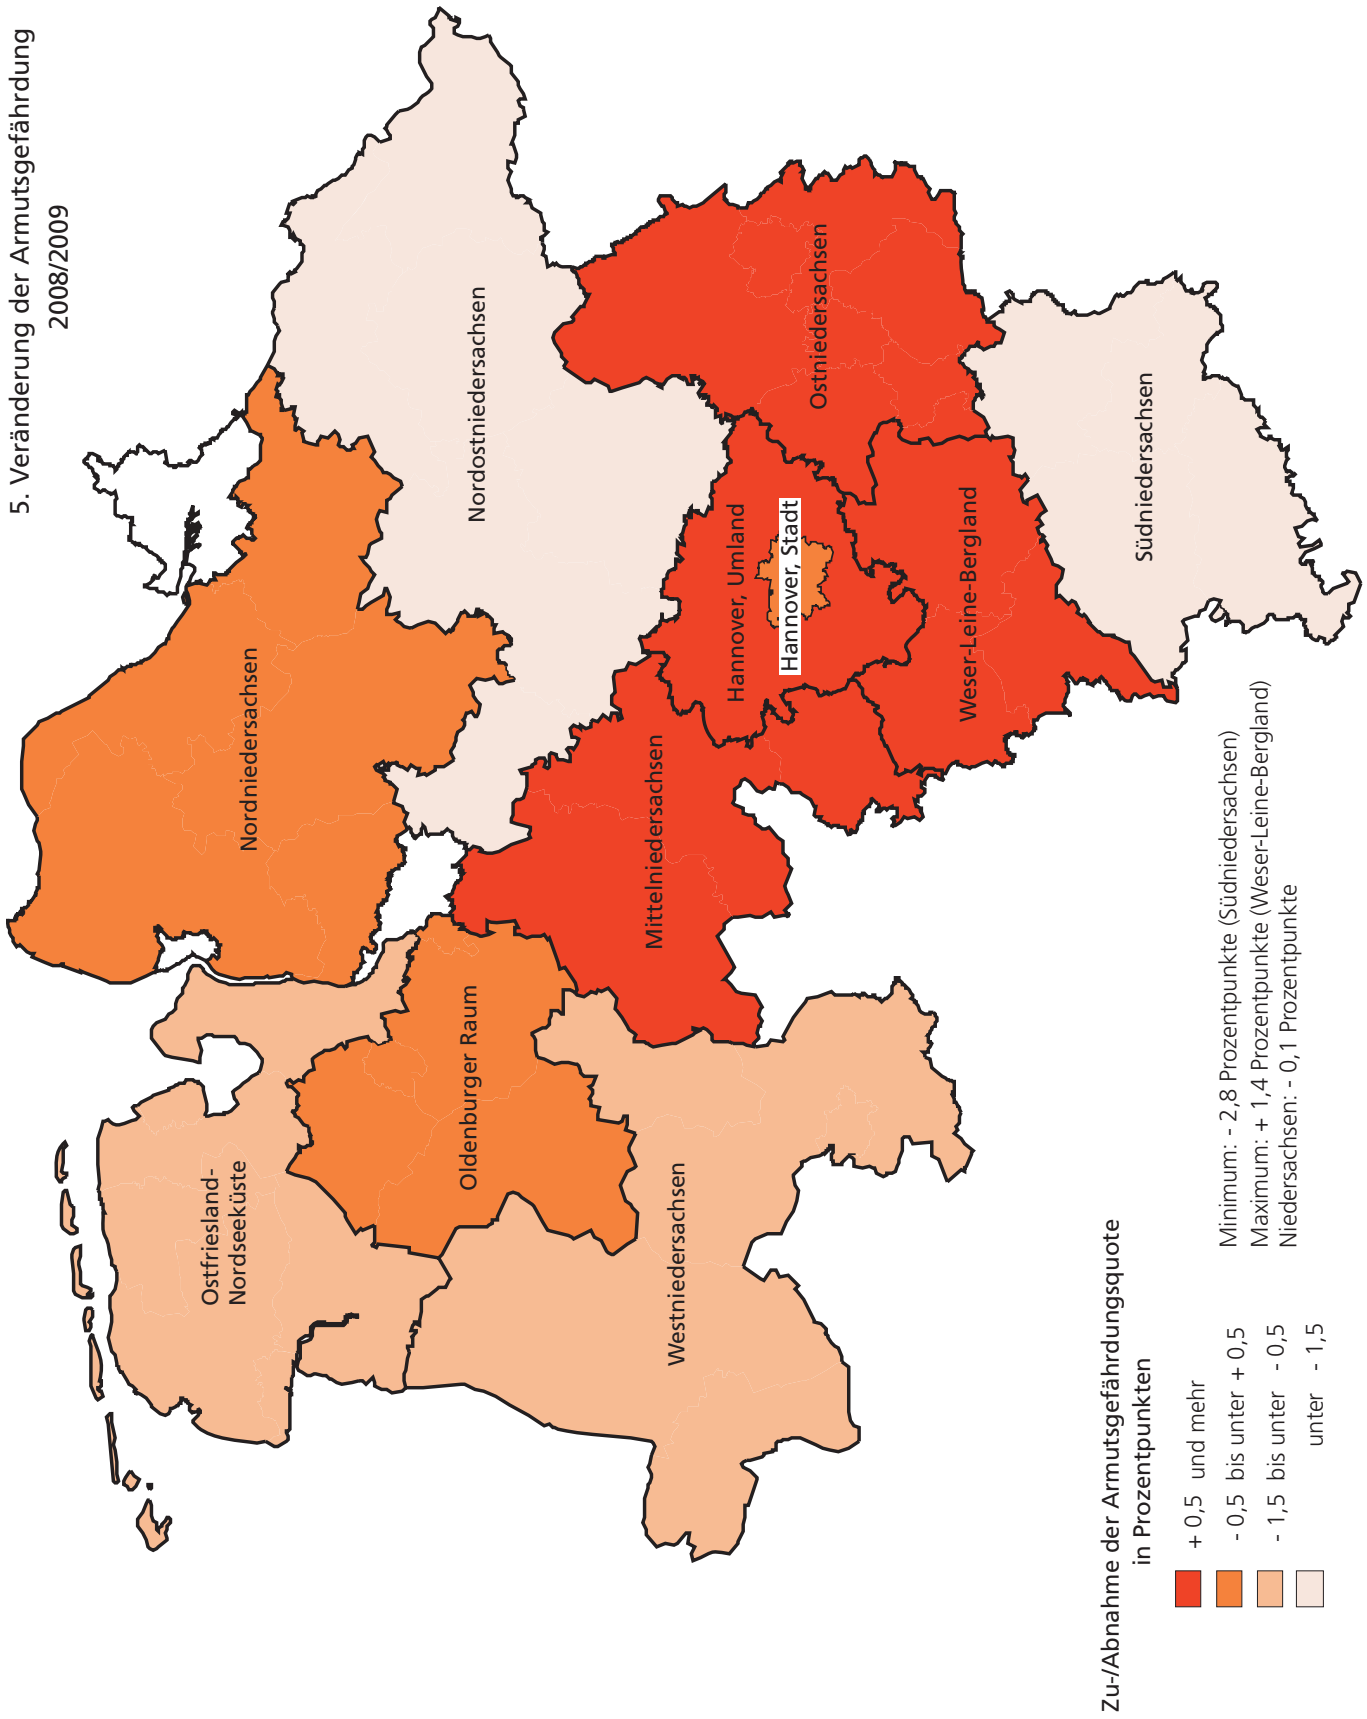 5. Veränderung der Armutsgefährdung
2008/2009
Ostfriesland-
Nordseeküste
Nordniedersachsen
Oldenburger Raum
Nordostniedersachsen
Westniedersachsen
Mittelniedersachsen
Hannover, Umland
Hannover, Stadt
Ostniedersachsen
Weser-Leine-Bergland
Südniedersachsen
Zu-/Abnahme der Armutsgefährdungsquote
in Prozentpunkten
+ 0,5 und mehr
- 0,5 bis unter + 0,5
- 1,5 bis unter - 0,5
unter - 1,5
Minimum: - 2,8 Prozentpunkte (Südniedersachsen)
Maximum: + 1,4 Prozentpunkte (Weser-Leine-Bergland)
Niedersachsen: - 0,1 Prozentpunkte